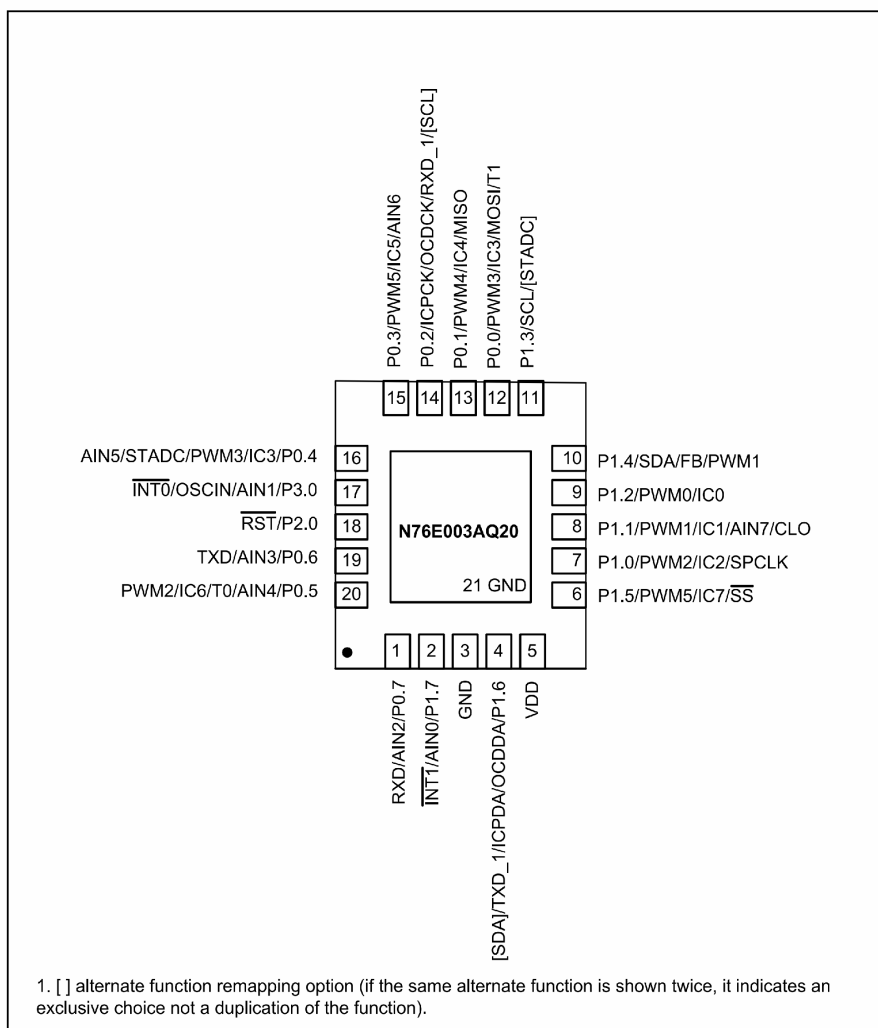 P0.3/PWM5/IC5/AIN6
P0.2/ICPCK/OCDCK/RXD_1/[SCL]
P0.1/PWM4/IC4/MISO
P0.0/PWM3/IC3/MOSI/T1
P1.3/SCL/[STADC]
15 14 13 12 11
AIN5/STADC/PWM3/IC3/P0.4 16
INT0/OSCIN/AIN1/P3.0 17
RST/P2.0 18
TXD/AIN3/P0.6 19
PWM2/IC6/T0/AIN4/P0.5 20
N76E003AQ20
21 GND
10 P1.4/SDA/FB/PWM1
9 P1.2/PWM0/IC0
8 P1.1/PWM1/IC1/AIN7/CLO
7 P1.0/PWM2/IC2/SPCLK
6 P1.5/PWM5/IC7/SS
1 2 3 4 5
RXD/AIN2/P0.7
INT1/AIN0/P1.7
GND
[SDA]/TXD_1/ICPDA/OCDDA/P1.6
VDD
1. [ ] alternate function remapping option (if the same alternate function is shown twice, it indicates an
exclusive choice not a duplication of the function).